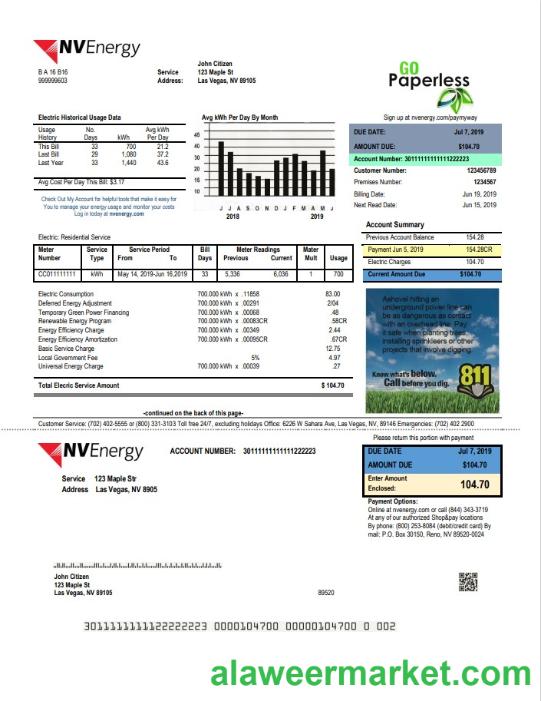 NVEnergy
B A 16 B16
999999603
Service
Address:
John Citizen
123 Maple St
Las Vegas, NV 89105
GO
Paperless
Sign up at nvenergy.com/paymyway
Electric Historical Usage Data
Usage History No. Days kWh Avg kWh Per Day
This Bill 33 700 21.2
Last Bill 29 1,080 37.2
Last Year 33 1,440 43.6
Avg Cost Per Day This Bill: $3.17
Check Out My Account for helpful tools that make it easy for
You to manage your energy usage and monitor your costs
Log in today at nvenergy.com
Avg kWh Per Day By Month
45
40
30
20
16
10
J J A S O N D J F M A M J
2018 2019
DUE DATE: Jul 7, 2019
AMOUNT DUE: $104.70
Account Number: 3011111111111222223
Customer Number: 123456789
Premises Number: 1234567
Billing Date: Jun 19, 2019
Next Read Date: Jun 15, 2019
Account Summary
Previous Account Balance 154.28
Payment Jun 5, 2019 154.28CR
Electric Charges 104.70
Current Amount Due $104.70
Electric: Residential Service
Meter Number Service Type Service Period From To Bill Days Meter Readings Previous Current Mater Mult Usage
CC01111111 kWh May 14, 2019-Jun 16,2019 33 5,336 6,036 1 700
Electric Consumption 700.000 kWh x .11858 83.00
Deferred Energy Adjustment 700.000 kWh x .00291 2/04
Temporary Green Power Financing 700.000 kWh x .00068 .48
Renewable Energy Program 700.000 kWh x .00083CR .58CR
Energy Efficiency Charge 700.000 kWh x .00349 2.44
Energy Efficiency Amortization 700.000 kWh x .00095CR .67CR
Basic Service Charge 12.75
Local Government Fee 5% 4.97
Universal Energy Charge 700.000 kWh x .00039 .27
Total Elecric Service Amount $ 104.70
Ashovel hitting an
underground power line can
be as dangerous as contact
with an overhead line. Pay
it safe when planting trees,
installing sprinkleers or other
projects that involve digging.
Know what's below.
Call before you dig.
811
-continued on the back of this page-
Customer Service: (702) 402-5555 or (800) 331-3103 Toll free 24/7, excluding holidays Office: 6226 W Sahara Ave, Las Vegas, NV, 89146 Emergencies: (702) 402 2900
Please return this portion with payment
NVEnergy
ACCOUNT NUMBER: 3011111111111222223
Service 123 Maple Str
Address Las Vegas, NV 8905
DUE DATE Jul 7, 2019
AMOUNT DUE $104.70
Enter Amount
Enclosed: 104.70
Payment Options:
Online at nvenergy.com or call (844) 343-3719
At any of our authorized Shop&pay locations
By phone: (800) 253-8084 (debit/credit card) By
mail; P.O. Box 30150, Reno, NV 89520-0024
John Citizen
123 Maple St
Las Vegas, NV 89105
89520
3011111111122222223 0000104700 00000104700 0 002
alaweermarket.com